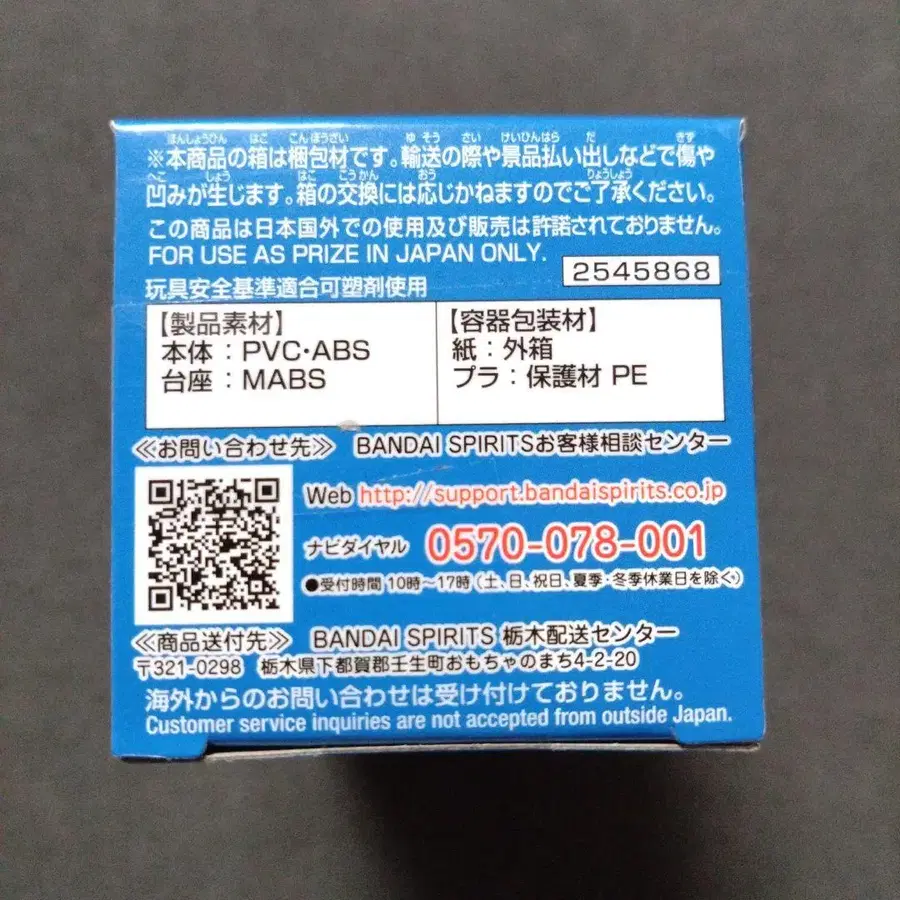 ※本商品の箱は梱包材です。輸送の際や景品払い出しなどで傷や
凹みが生じます。箱の交換には応じかねますのでご了承ください。
この商品は日本国外での使用及び販売は許諾されておりません。
FOR USE AS PRIZE IN JAPAN ONLY.
2545868
玩具安全基準適合可塑剤使用
【製品素材】
本体：PVC・ABS
台座：MABS
【容器包装材】
紙：外箱
プラ：保護材 PE
≪お問い合わせ先≫ BANDAI SPIRITSお客様相談センター
Web http://support.bandaispirits.co.jp
ナビダイヤル 0570-078-001
●受付時間 10時～17時（土、日、祝日、夏季・冬季休業日を除く）
≪商品送付先≫ BANDAI SPIRITS 栃木配送センター
〒321-0298 栃木県下都賀郡壬生町おもちゃのまち4-2-20
海外からのお問い合わせは受け付けておりません。
Customer service inquiries are not accepted from outside Japan.